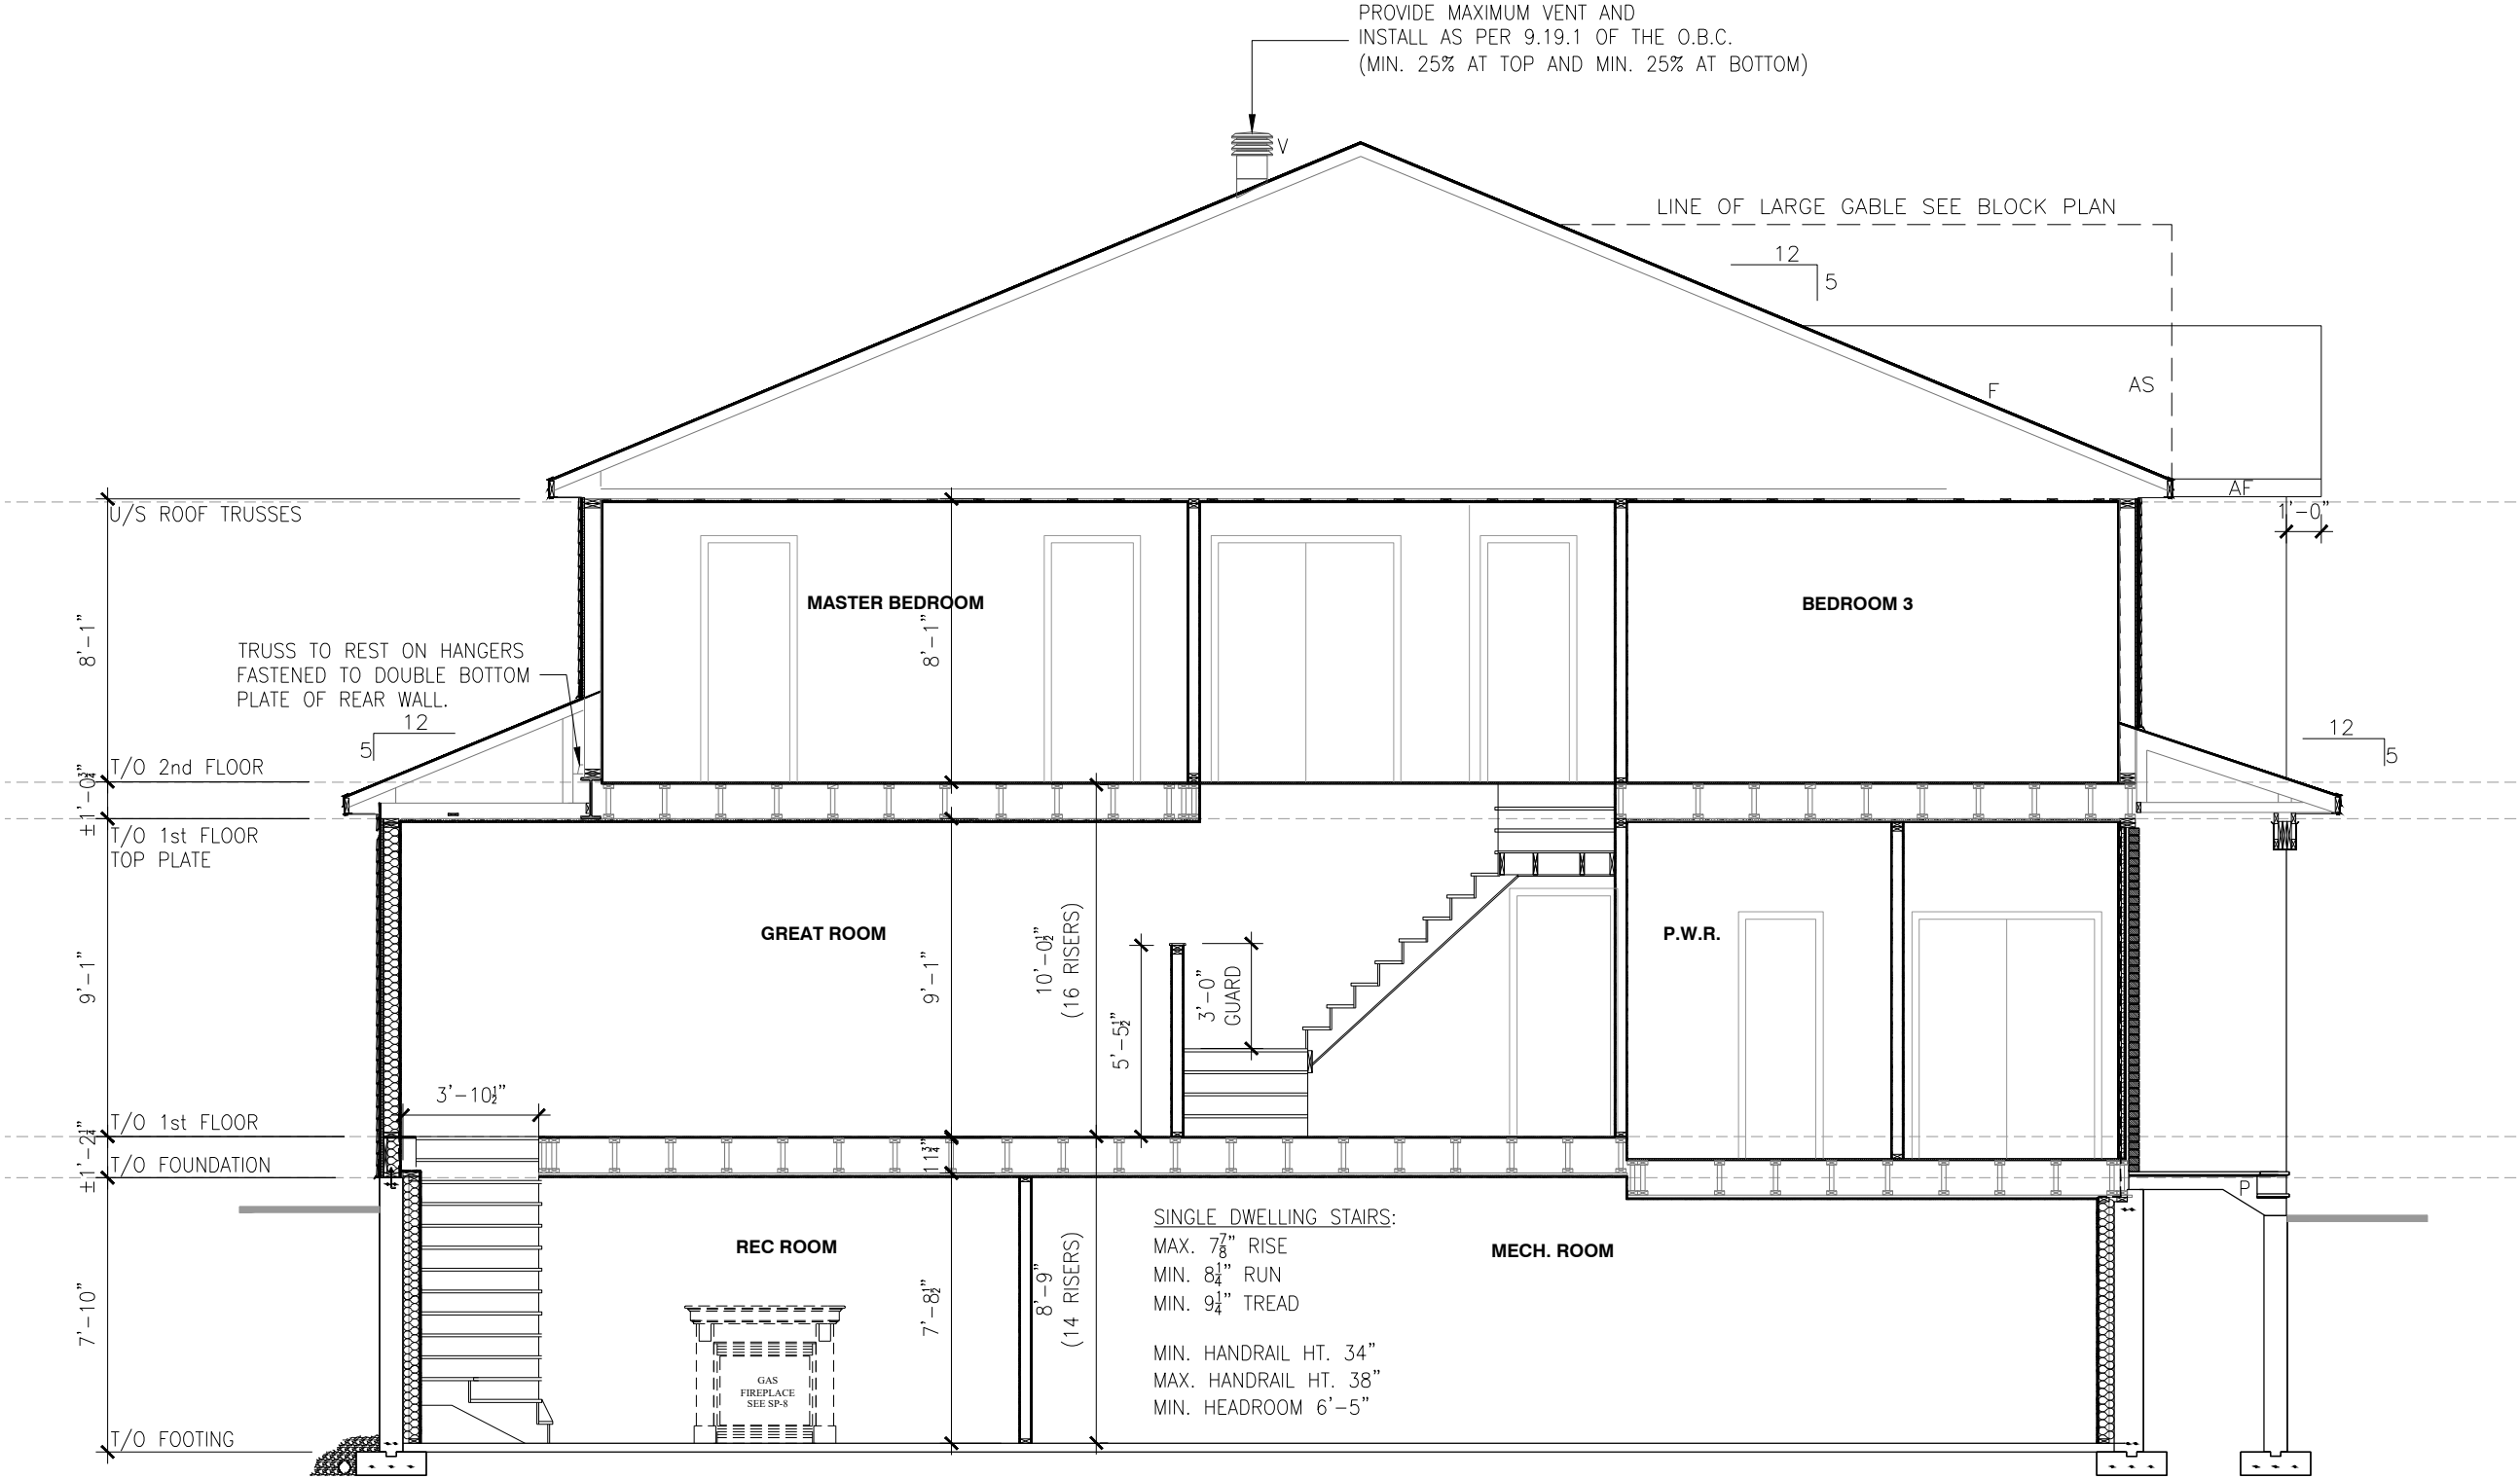 PROVIDE MAXIMUM VENT AND
INSTALL AS PER 9.19.1 OF THE O.B.C.
(MIN. 25% AT TOP AND MIN. 25% AT BOTTOM)
V
LINE OF LARGE GABLE SEE BLOCK PLAN
12
5
F
AS
AF
1'-0"
U/S ROOF TRUSSES
MASTER BEDROOM
BEDROOM 3
8'-1"
8'-1"
TRUSS TO REST ON HANGERS
FASTENED TO DOUBLE BOTTOM
PLATE OF REAR WALL.
12
5
12
5
T/O 2nd FLOOR
±1'-0¾"
T/O 1st FLOOR
TOP PLATE
GREAT ROOM
P.W.R.
9'-1"
9'-1"
10'-0½"
(16 RISERS)
5'-5½"
3'-0"
GUARD
3'-10½"
T/O 1st FLOOR
±1'-2¼"
11¾"
T/O FOUNDATION
P
REC ROOM
MECH. ROOM
7'-10"
7'-8½"
8'-9"
(14 RISERS)
SINGLE DWELLING STAIRS:
MAX. 7⅞" RISE
MIN. 8¼" RUN
MIN. 9¼" TREAD
MIN. HANDRAIL HT. 34"
MAX. HANDRAIL HT. 38"
MIN. HEADROOM 6'-5"
GAS
FIREPLACE
SEE SP-8
T/O FOOTING